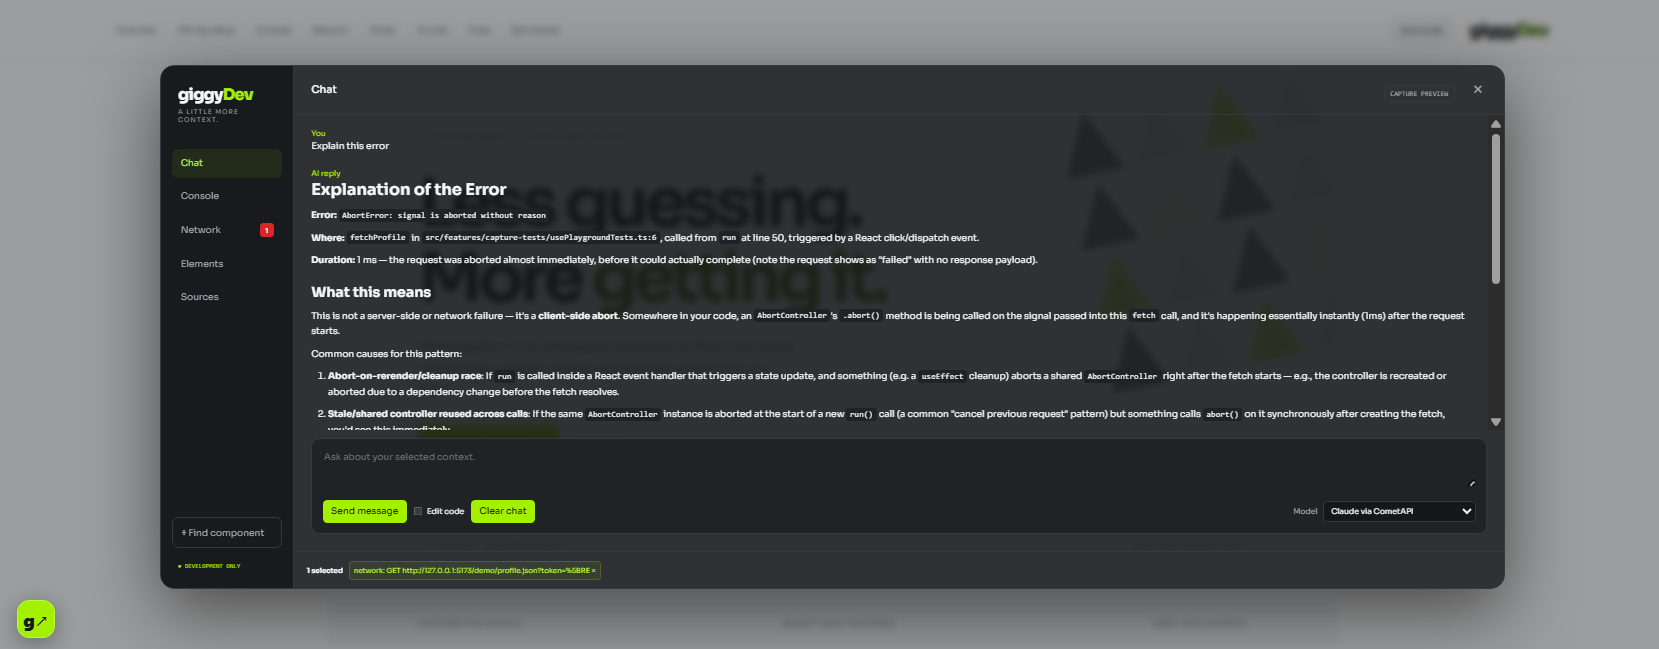 giggyDev
A LITTLE MORE
CONTEXT.
Chat
Console
Network 1
Elements
Sources
+ Find component
DEVELOPMENT ONLY
Chat
CAPTURE PREVIEW ×
You
Explain this error
AI reply
Explanation of the Error
Error: AbortError: signal is aborted without reason
Where: fetchProfile in src/features/capture-tests/usePlaygroundTests.ts:6, called from run at line 50, triggered by a React click/dispatch event.
Duration: 1 ms — the request was aborted almost immediately, before it could actually complete (note the request shows as "failed" with no response payload).
What this means
This is not a server-side or network failure — it's a client-side abort. Somewhere in your code, an AbortController's .abort() method is being called on the signal passed into this fetch call, and it's happening essentially instantly (1ms) after the request
starts.
Common causes for this pattern:
1. Abort-on-rerender/cleanup race: If run is called inside a React event handler that triggers a state update, and something (e.g. a useEffect cleanup) aborts a shared AbortController right after the fetch starts — e.g., the controller is recreated or
aborted due to a dependency change before the fetch resolves.
2. Stale/shared controller reused across calls: If the same AbortController instance is aborted at the start of a new run() call (a common "cancel previous request" pattern) but something calls abort() on it synchronously after creating the fetch,
you'd see this immediately.
Less guessing.
More getting it.
Ask about your selected context.
Send message Edit code Clear chat
Model Claude via CometAPI
1 selected network: GET http://127.0.0.1:5173/demo/profile.json?token=%5BRE ×
g↗